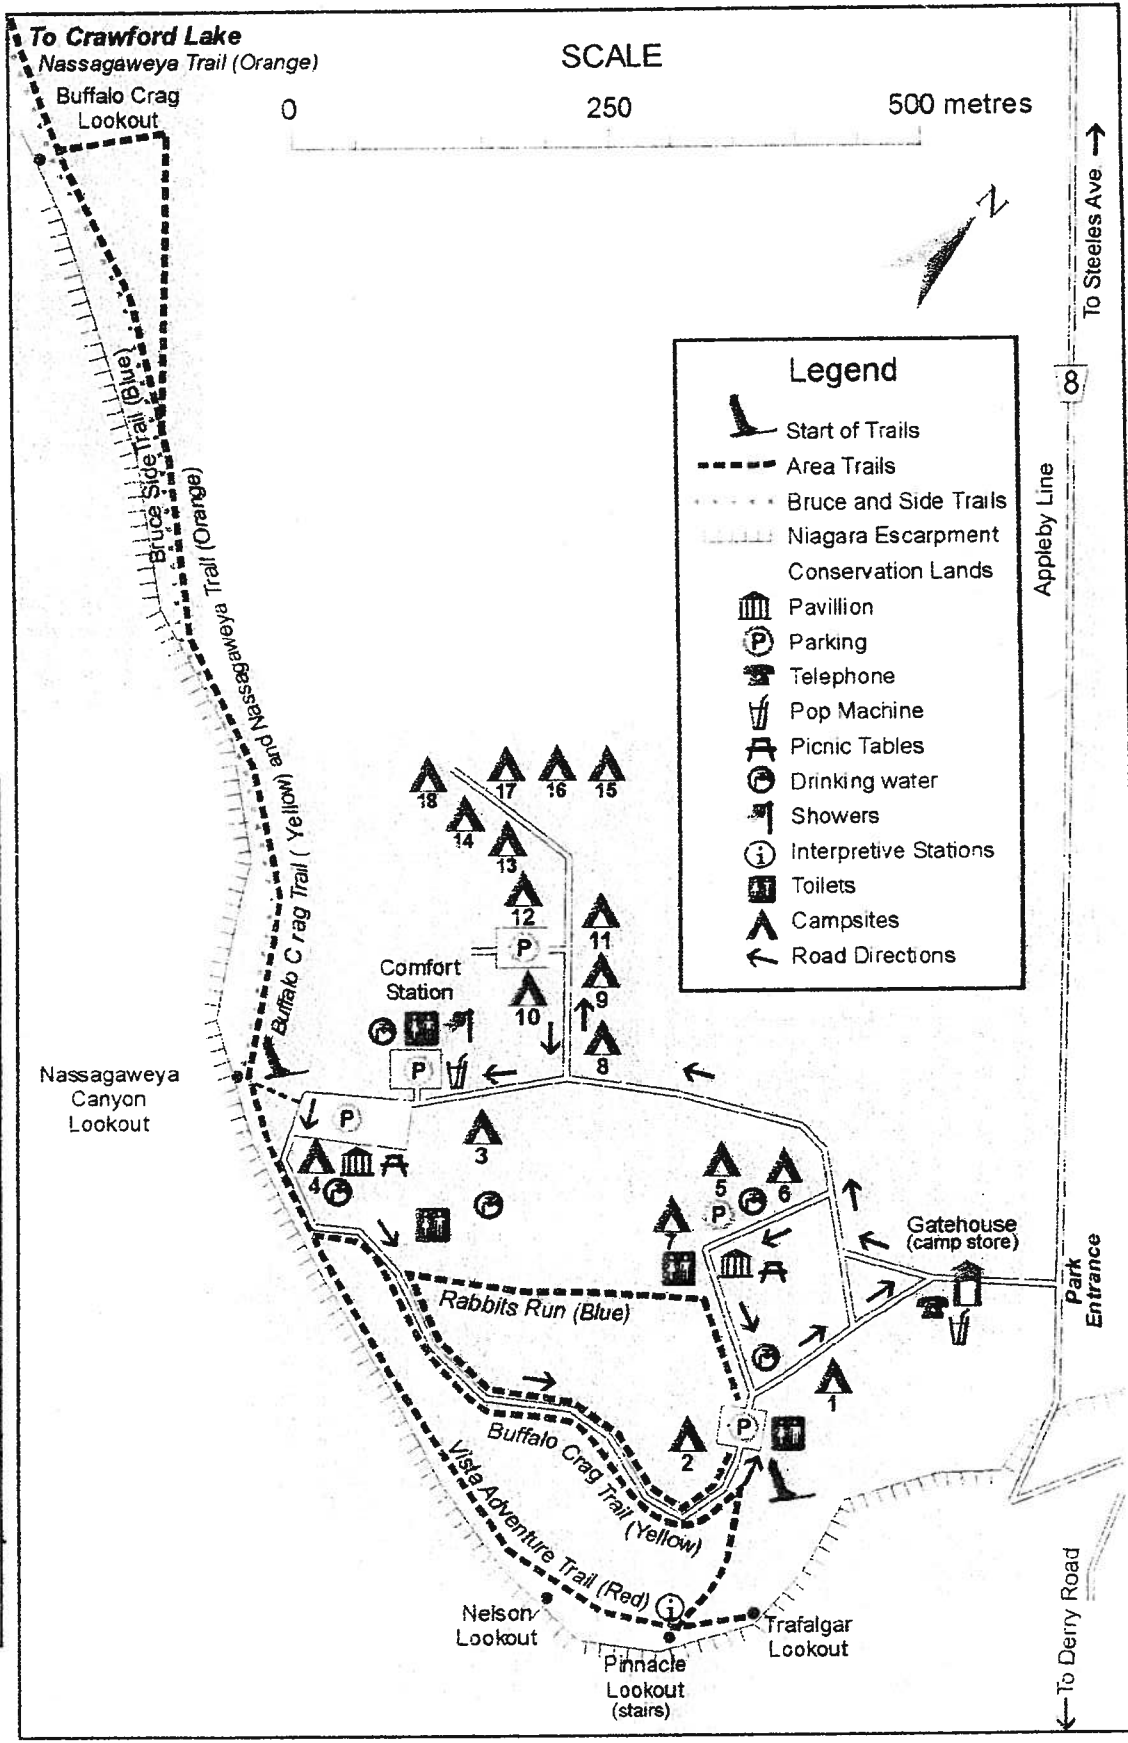 To Crawford Lake
Nassagaweya Trail (Orange)
Buffalo Crag
Lookout
SCALE
0
250
500 metres
N
To Steeles Ave.
8
Appleby Line
Legend
Start of Trails
Area Trails
Bruce and Side Trails
Niagara Escarpment
Conservation Lands
Pavillion
P
Parking
Telephone
Pop Machine
Picnic Tables
Drinking water
Showers
i
Interpretive Stations
Toilets
Campsites
Road Directions
Bruce Side Trail (Blue)
Buffalo Crag Trail (Yellow) and Nassagaweya Trail (Orange)
18
17
16
15
14
13
12
11
P
9
10
8
Comfort
Station
P
Nassagaweya
Canyon
Lookout
P
3
4
5
6
P
7
Gatehouse
(camp store)
Park
Entrance
Rabbits Run (Blue)
1
P
2
Buffalo Crag Trail (Yellow)
Vista Adventure Trail (Red)
i
Nelson
Lookout
Trafalgar
Lookout
Pinnacle
Lookout
(stairs)
To Derry Road